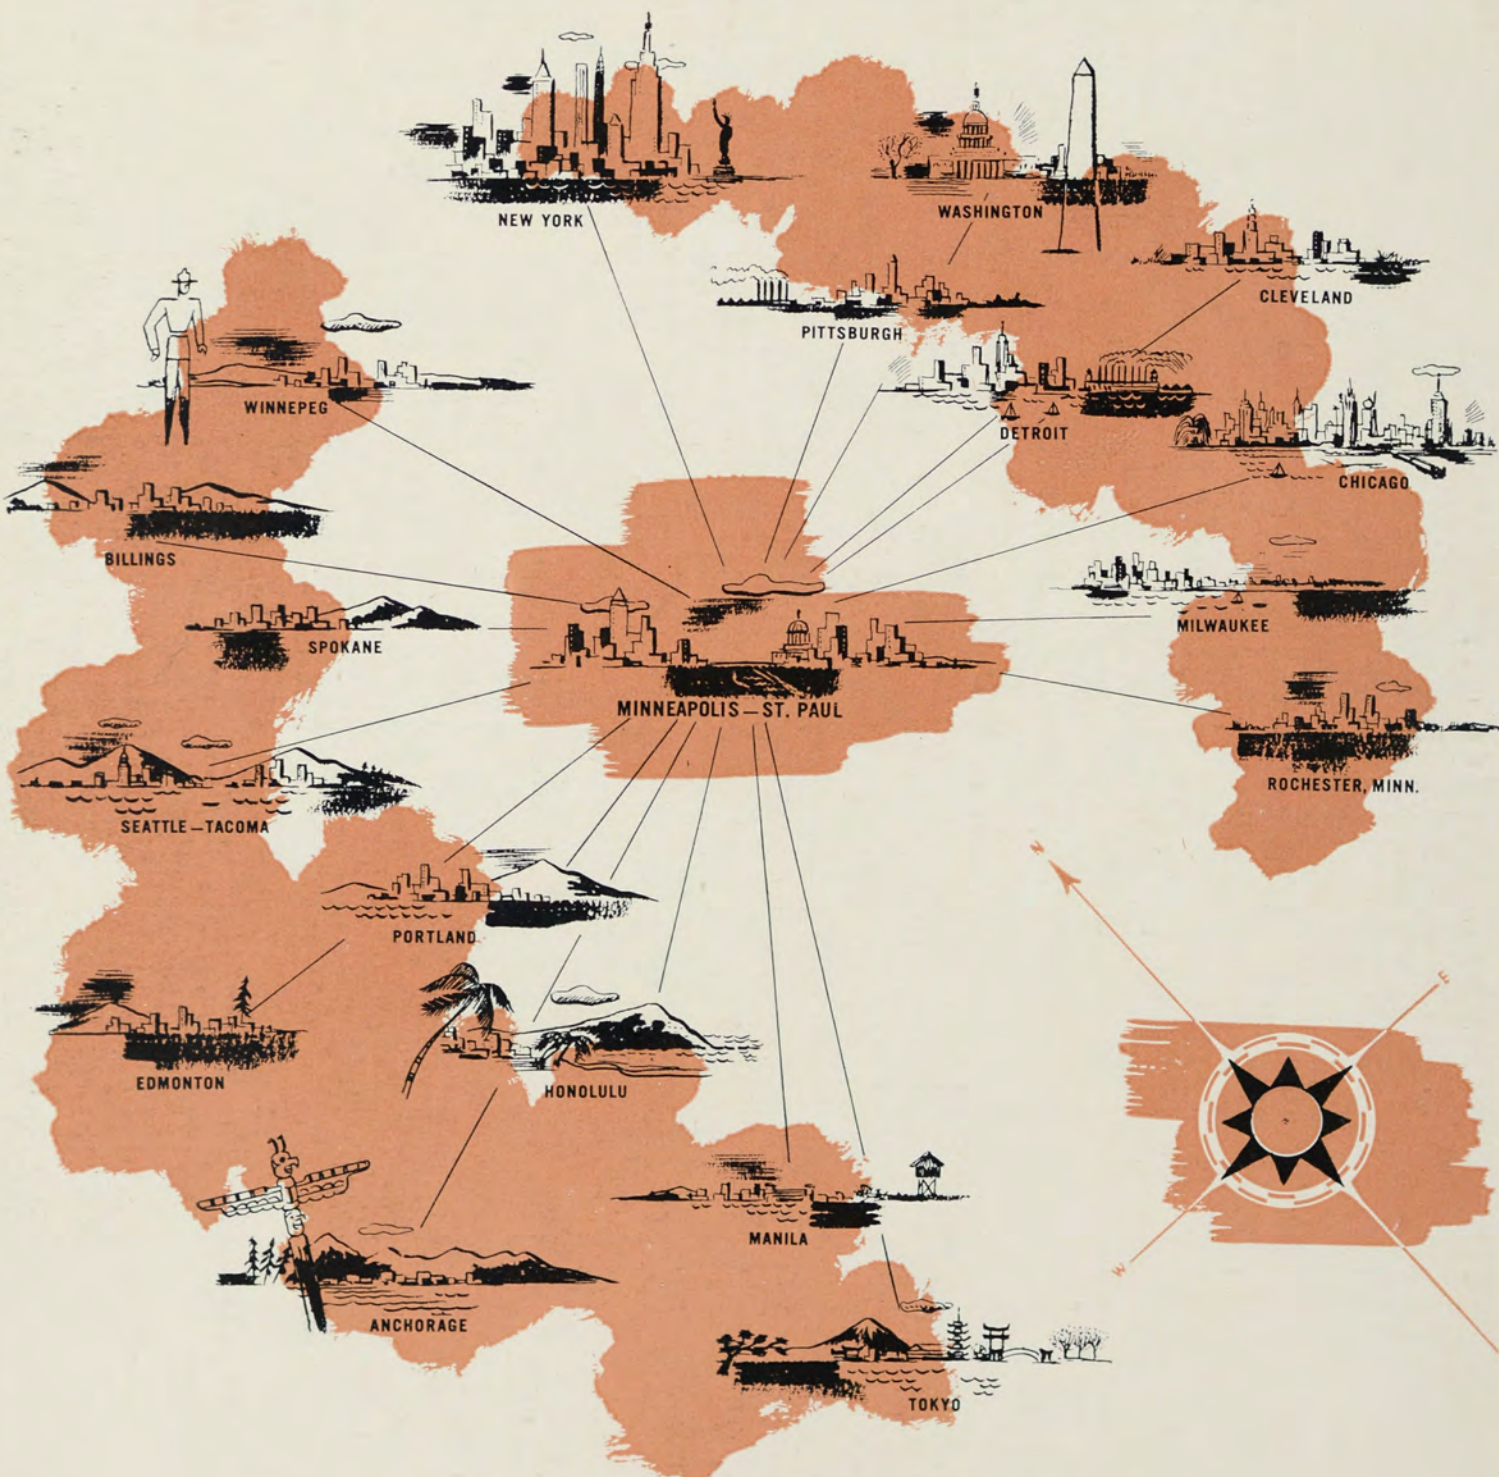 NEW YORK
WASHINGTON
CLEVELAND
PITTSBURGH
WINNEPEG
DETROIT
CHICAGO
BILLINGS
MILWAUKEE
SPOKANE
MINNEAPOLIS—ST. PAUL
ROCHESTER, MINN.
SEATTLE—TACOMA
N
PORTLAND
E
EDMONTON
HONOLULU
MANILA
W
ANCHORAGE
TOKYO